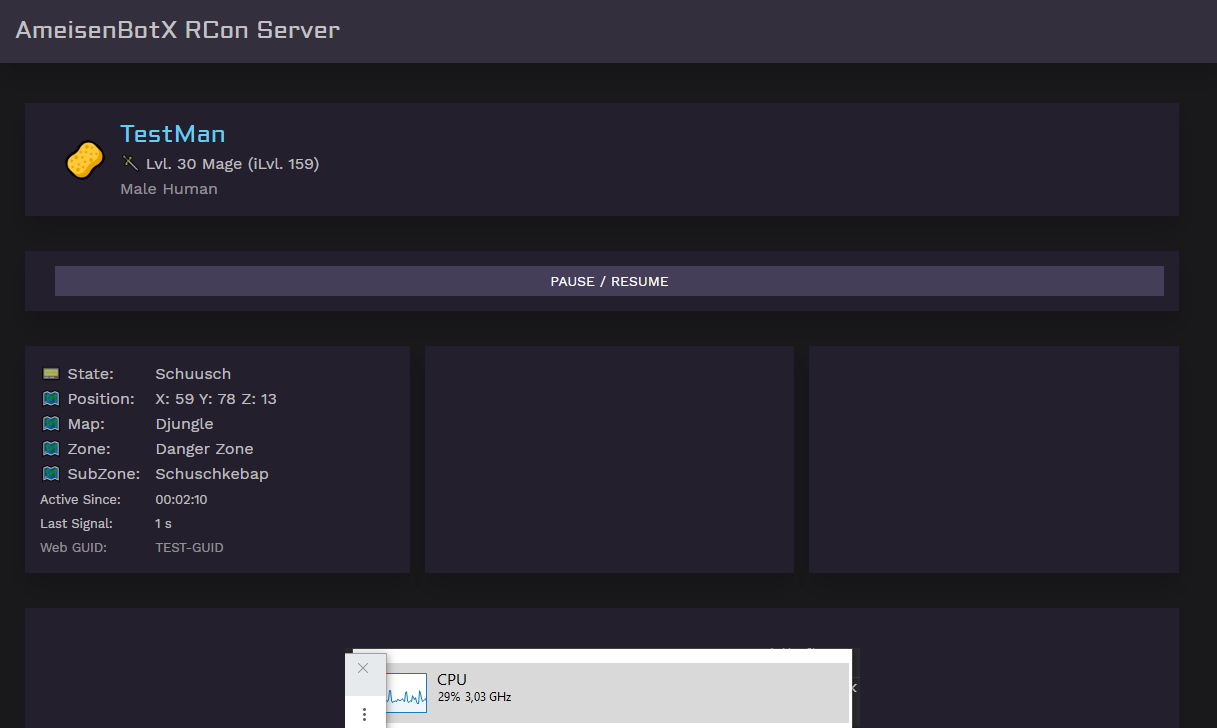 AmeisenBotX RCon Server
TestMan
Lvl. 30 Mage (iLvl. 159)
Male Human
PAUSE / RESUME
State: Schuusch
Position: X: 59 Y: 78 Z: 13
Map: Djungle
Zone: Danger Zone
SubZone: Schuschkebap
Active Since: 00:02:10
Last Signal: 1 s
Web GUID: TEST-GUID
CPU
29% 3,03 GHz